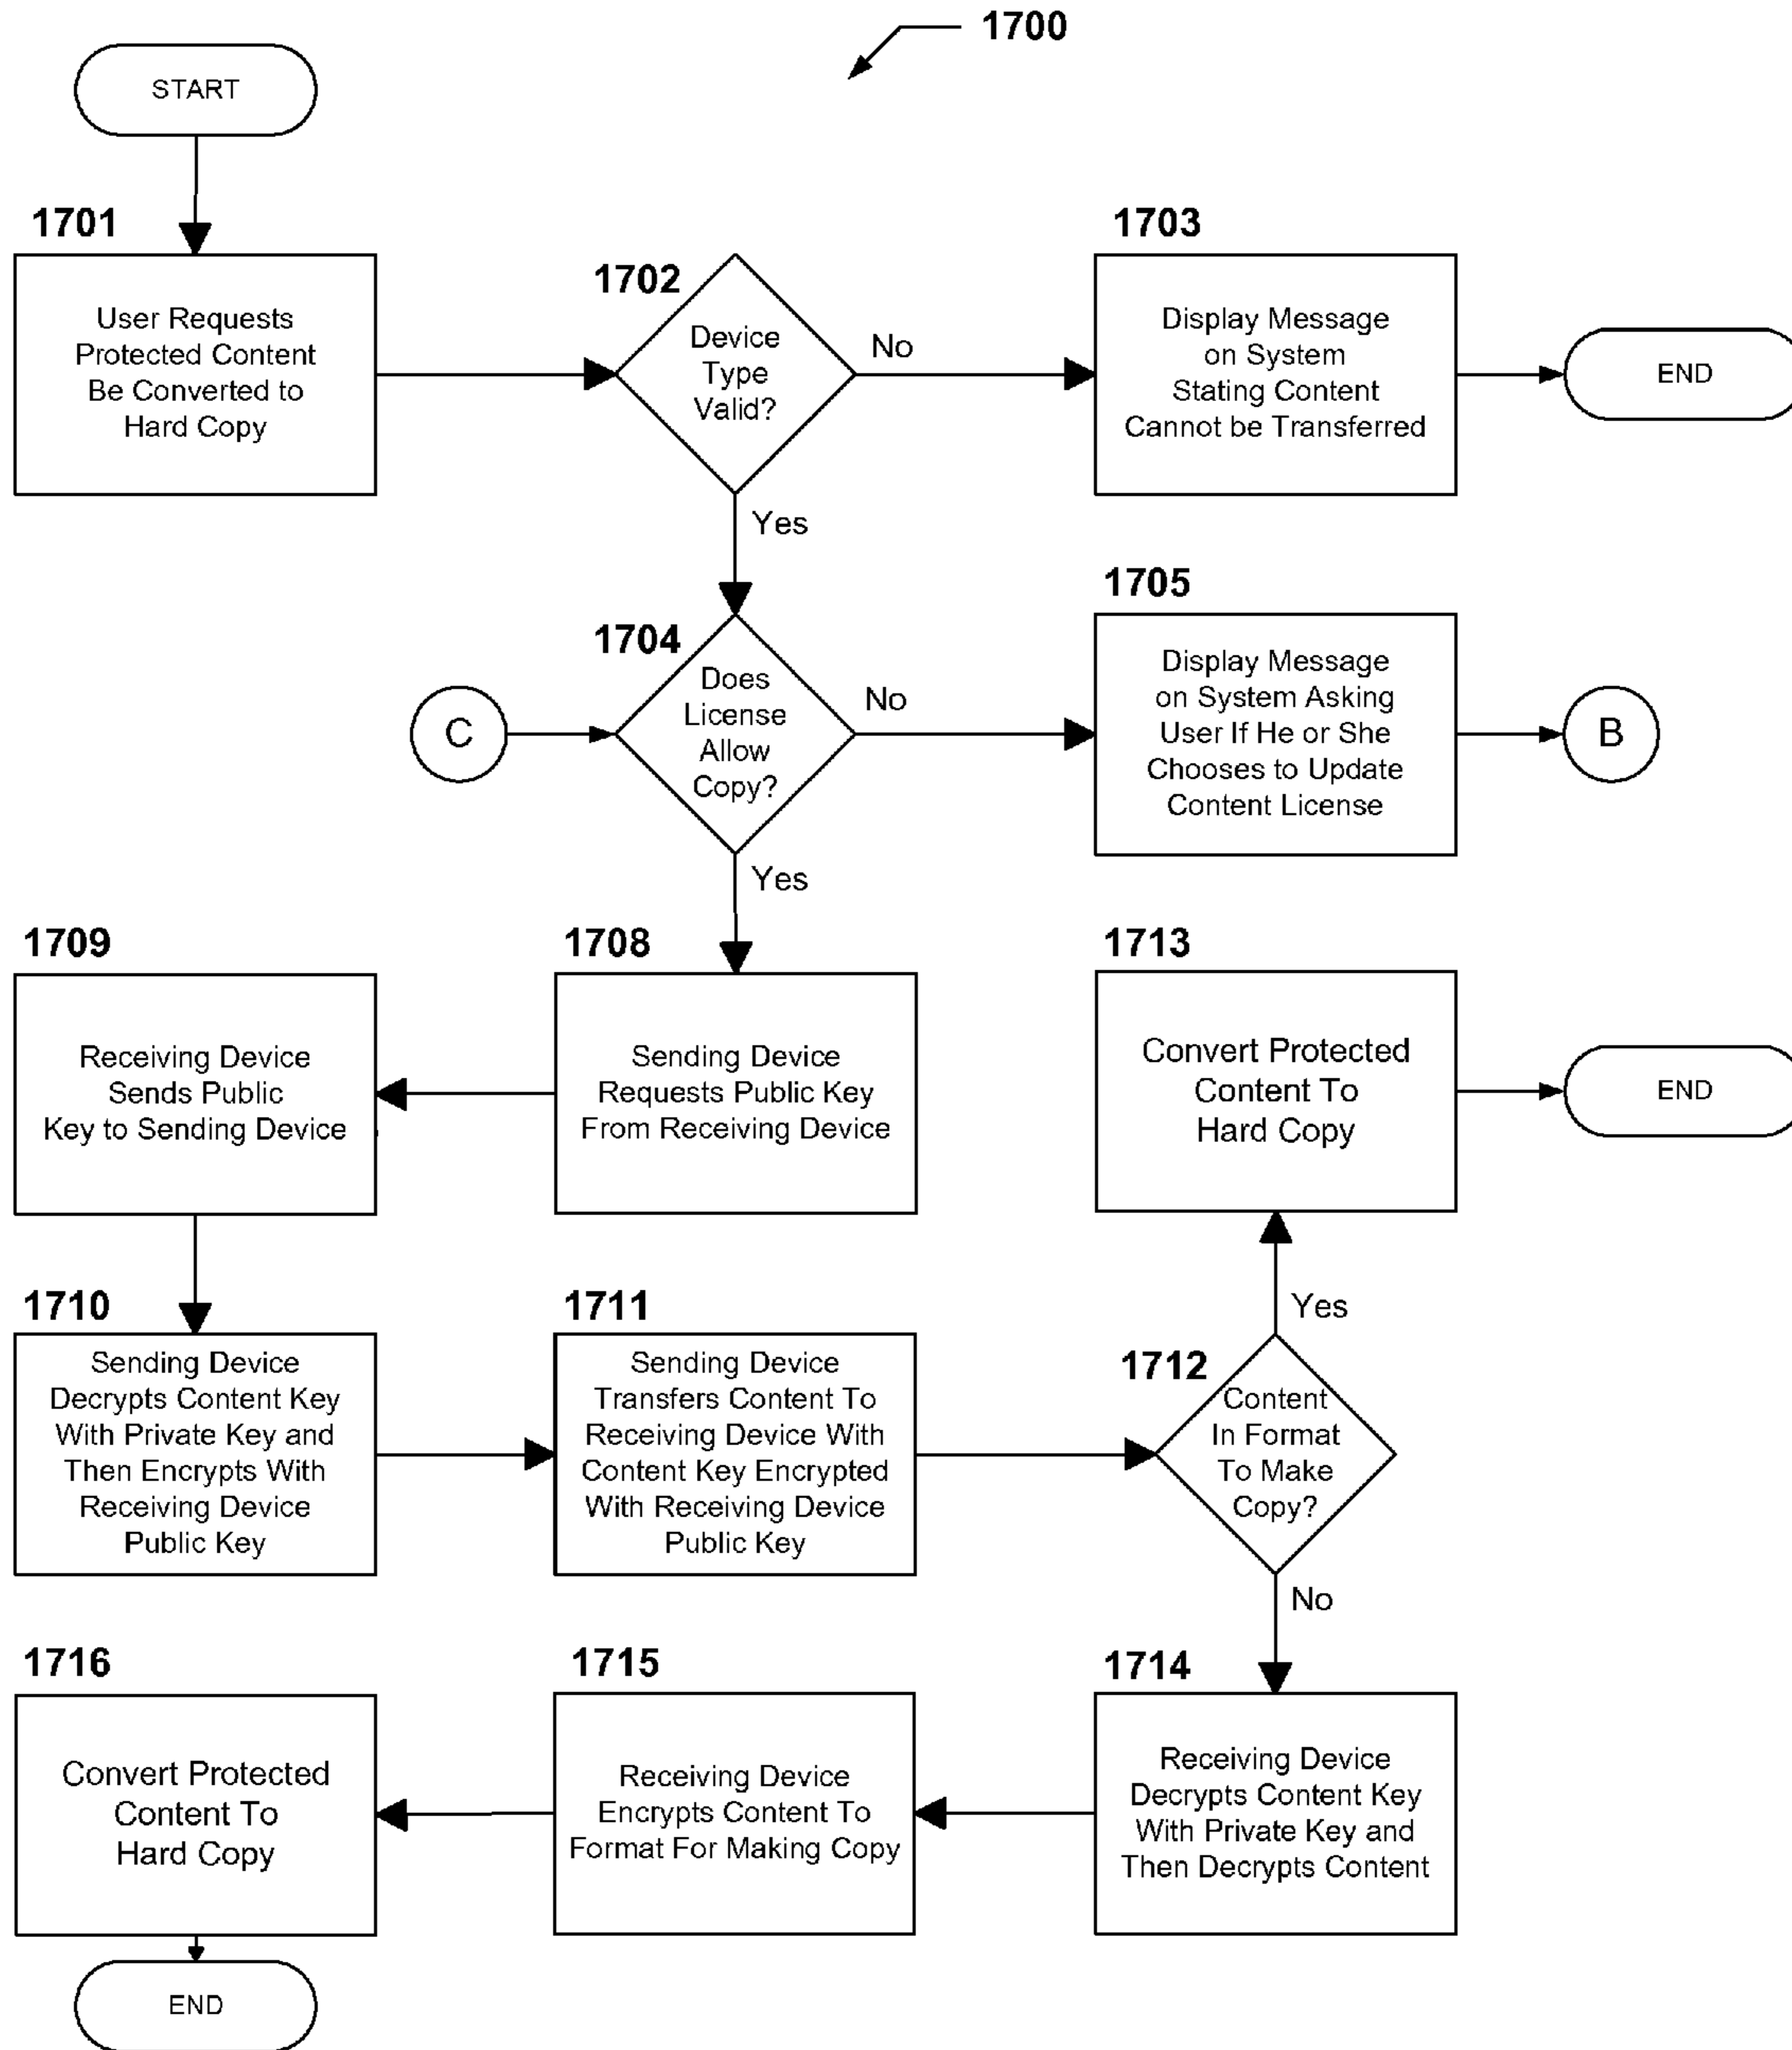 1700
START
1701
User Requests
Protected Content
Be Converted to
Hard Copy
1702
Device
Type
Valid?
No
Yes
1703
Display Message
on System
Stating Content
Cannot be Transferred
END
C
1704
Does
License
Allow
Copy?
No
Yes
1705
Display Message
on System Asking
User If He or She
Chooses to Update
Content License
B
1708
Sending Device
Requests Public Key
From Receiving Device
1709
Receiving Device
Sends Public
Key to Sending Device
1710
Sending Device
Decrypts Content Key
With Private Key and
Then Encrypts With
Receiving Device
Public Key
1711
Sending Device
Transfers Content To
Receiving Device With
Content Key Encrypted
With Receiving Device
Public Key
1712
Content
In Format
To Make
Copy?
Yes
No
1713
Convert Protected
Content To
Hard Copy
END
1714
Receiving Device
Decrypts Content Key
With Private Key and
Then Decrypts Content
1715
Receiving Device
Encrypts Content To
Format For Making Copy
1716
Convert Protected
Content To
Hard Copy
END